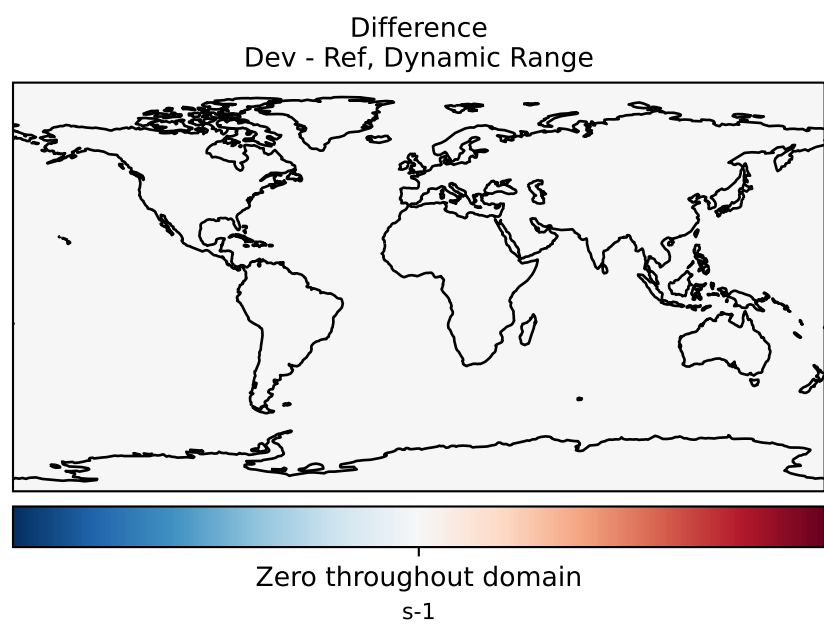 Difference
Dev - Ref, Dynamic Range
Zero throughout domain
s-1